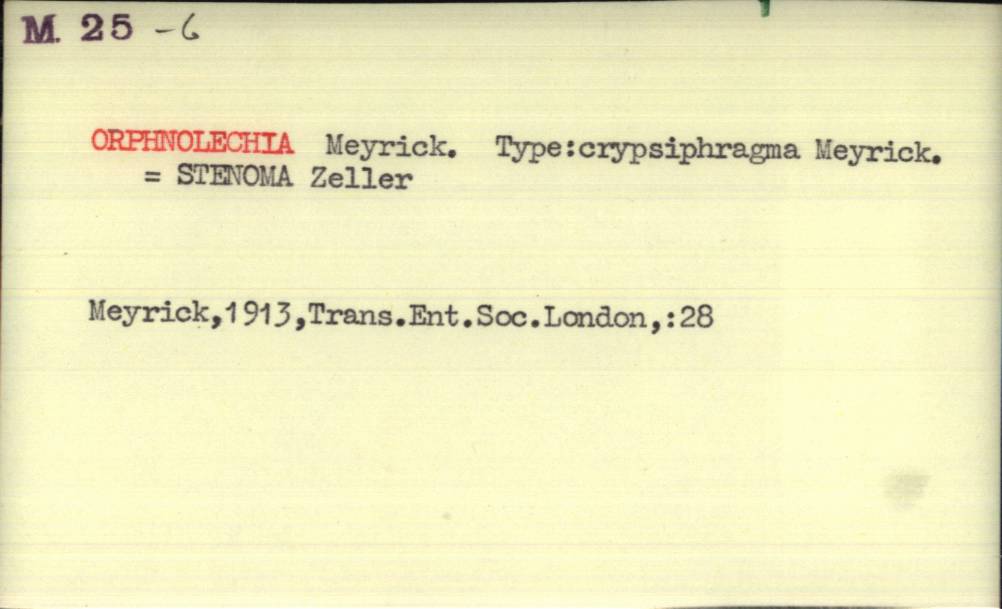 M. 25 -6
ORPHNOLECHIA Meyrick. Type:crypsiphragma Meyrick.
= STENOMA Zeller
Meyrick,1913,Trans.Ent.Soc.London,:28